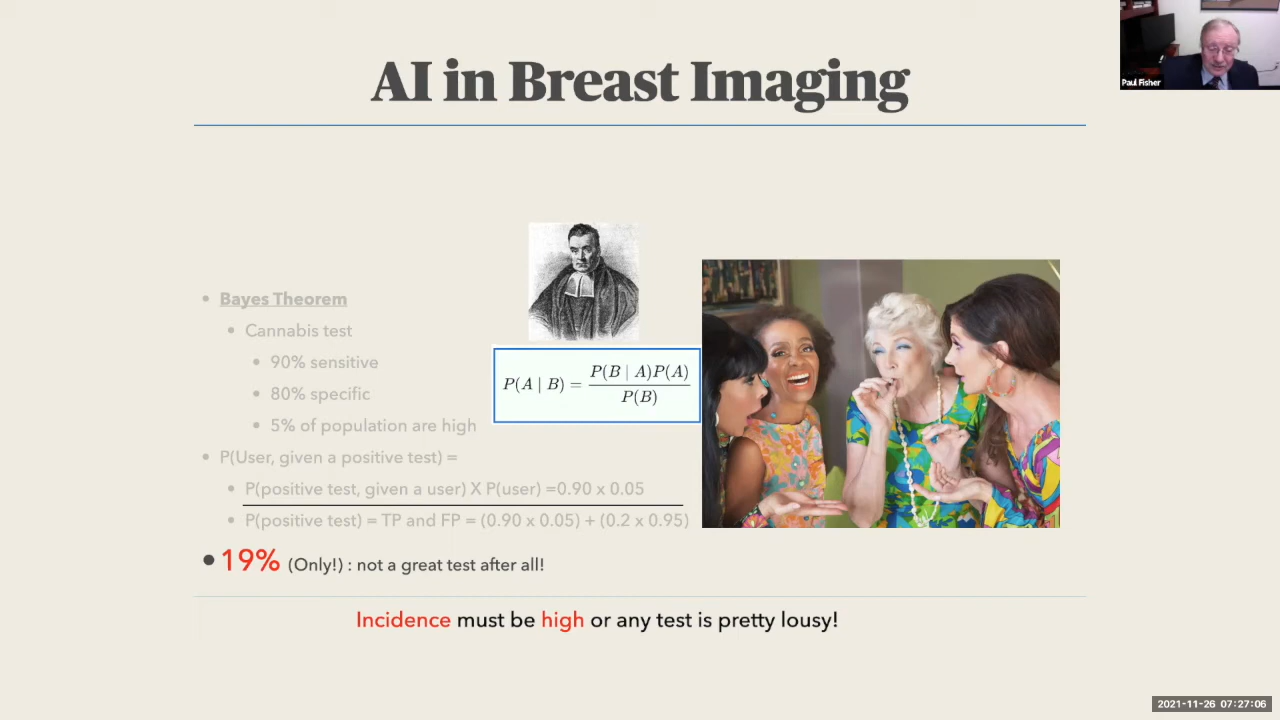 AI in Breast Imaging
Paul Fisher
• Bayes Theorem
• Cannabis test
• 90% sensitive
• 80% specific
• 5% of population are high
P(A | B) = P(B | A)P(A) / P(B)
• P(User, given a positive test) =
• P(positive test, given a user) X P(user) =0.90 x 0.05
• P(positive test) = TP and FP = (0.90 x 0.05) + (0.2 x 0.95)
• 19% (Only!) : not a great test after all!
Incidence must be high or any test is pretty lousy!
2021-11-26 07:27:06